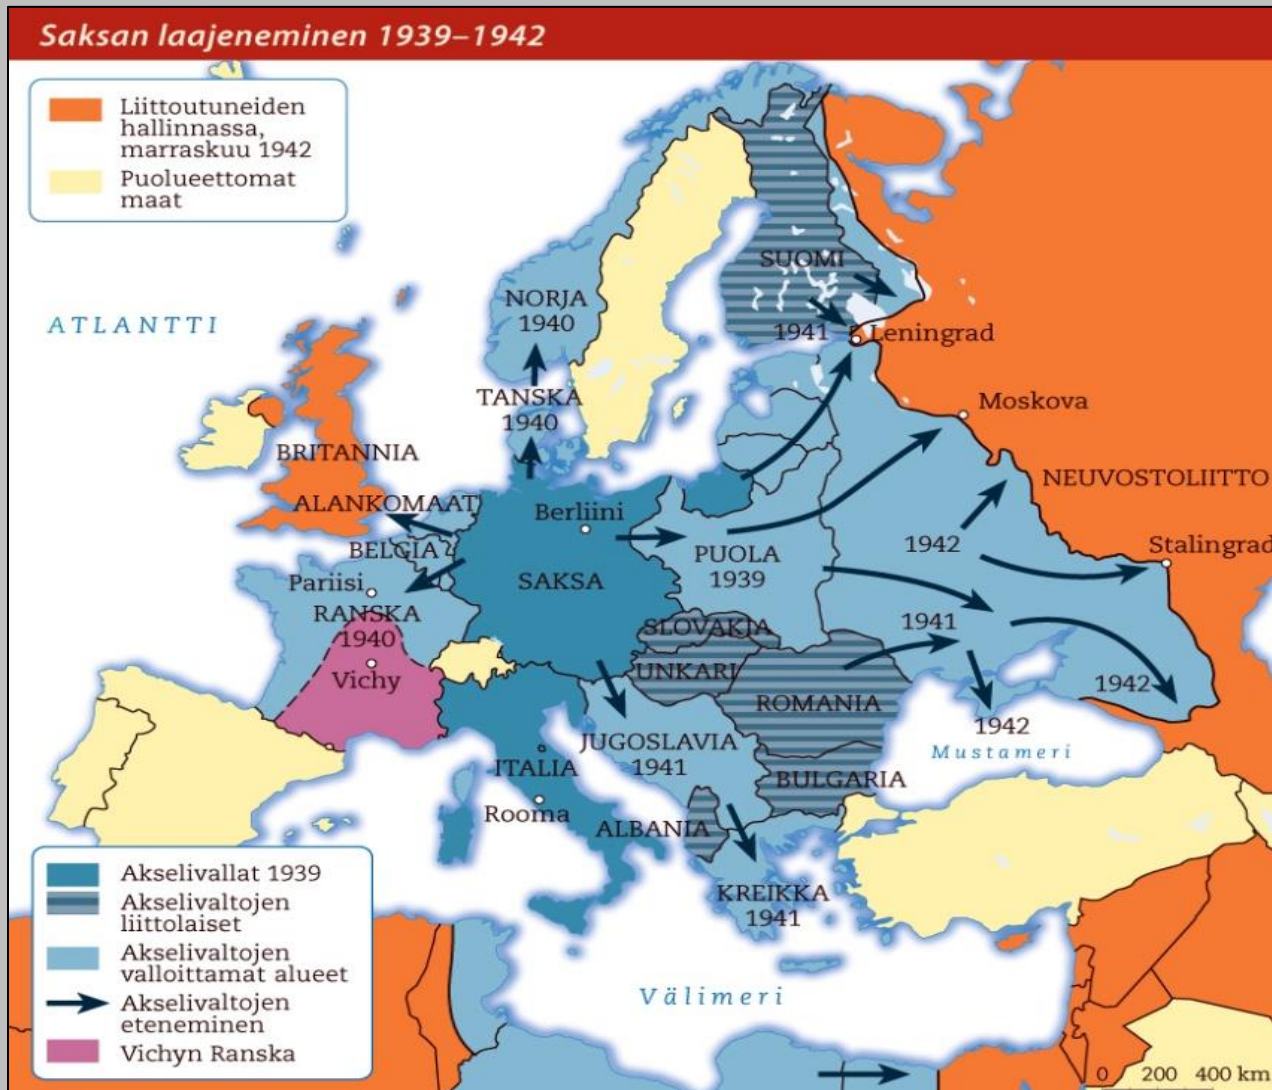 Saksan laajeneminen 1939–1942
Liittoutuneiden
hallinnassa,
marraskuu 1942
Puolueettomat
maat
ATLANTTI
SUOMI
NORJA
1940
1941
Leningrad
TANSKA
1940
Moskova
BRITANNIA
NEUVOSTOLIITTO
ALANKOMAAT
Berliini
1942
Stalingrad
BELGIA
PUOLA
1939
Pariisi
SAKSA
RANSKA
1940
SLOVAKIA
1941
UNKARI
Vichy
1942
ROMANIA
1942
JUGOSLAVIA
1941
Mustameri
ITALIA
BULGARIA
Rooma
ALBANIA
KREIKKA
1941
Akselivallat 1939
Akselivaltojen
liittolaiset
Akselivaltojen
valloittamat alueet
Akselivaltojen
eteneminen
Vichyn Ranska
Välimeri
0 200 400 km